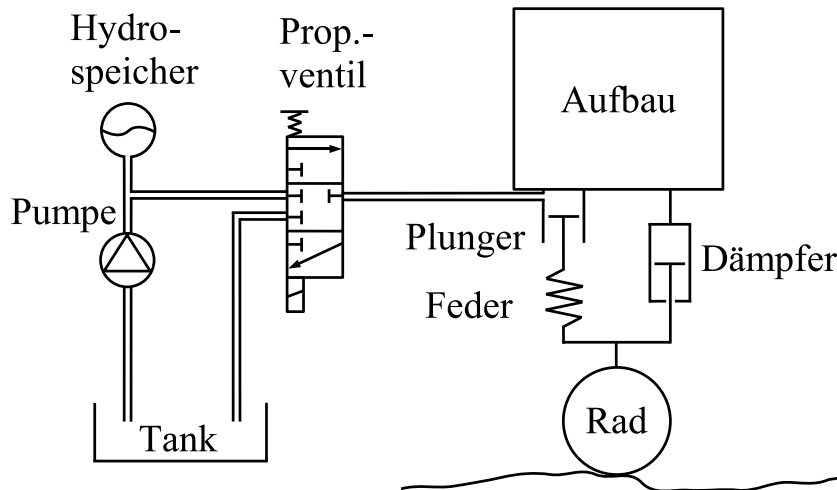 Hydro-
speicher
Prop.-
ventil
Aufbau
Pumpe
Plunger
Dämpfer
Feder
Tank
Rad